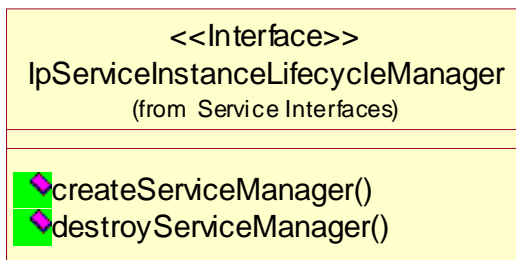 <<Interface>>
IpServiceInstanceLifecycleManager
(from Service Interfaces)
createServiceManager()
destroyServiceManager()